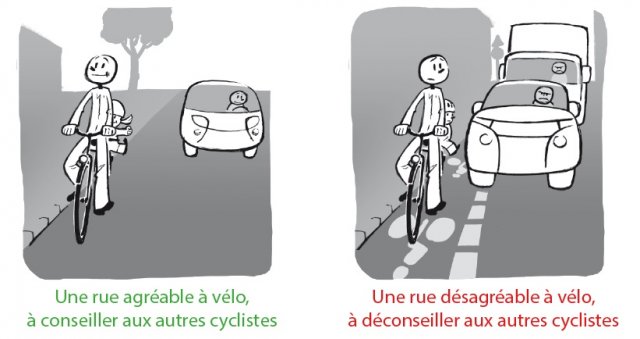 Une rue agréable à vélo,
à conseiller aux autres cyclistes
Une rue désagréable à vélo,
à déconseiller aux autres cyclistes